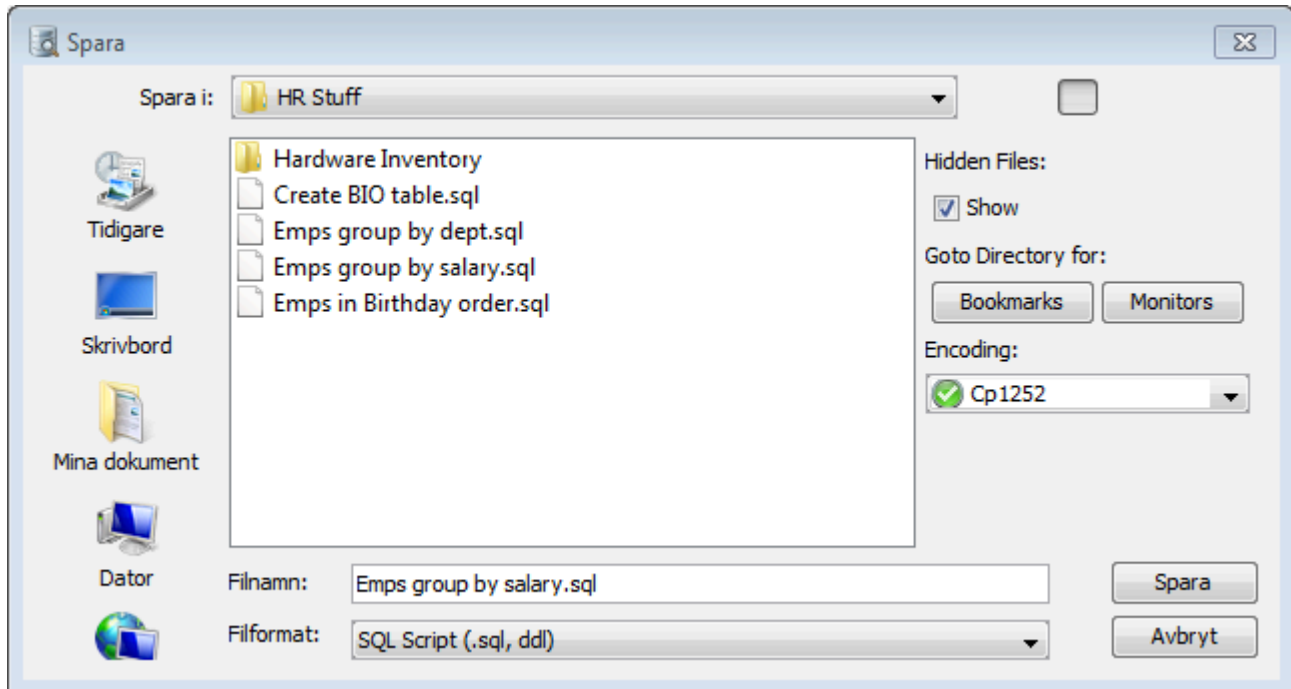 Spara
Spara i: HR Stuff
Tidigare
Skrivbord
Mina dokument
Dator
Hardware Inventory
Create BIO table.sql
Emps group by dept.sql
Emps group by salary.sql
Emps in Birthday order.sql
Hidden Files:
Show
Goto Directory for:
Bookmarks Monitors
Encoding:
Cp1252
Filnamn: Emps group by salary.sql
Spara
Filformat: SQL Script (.sql, ddl)
Avbryt